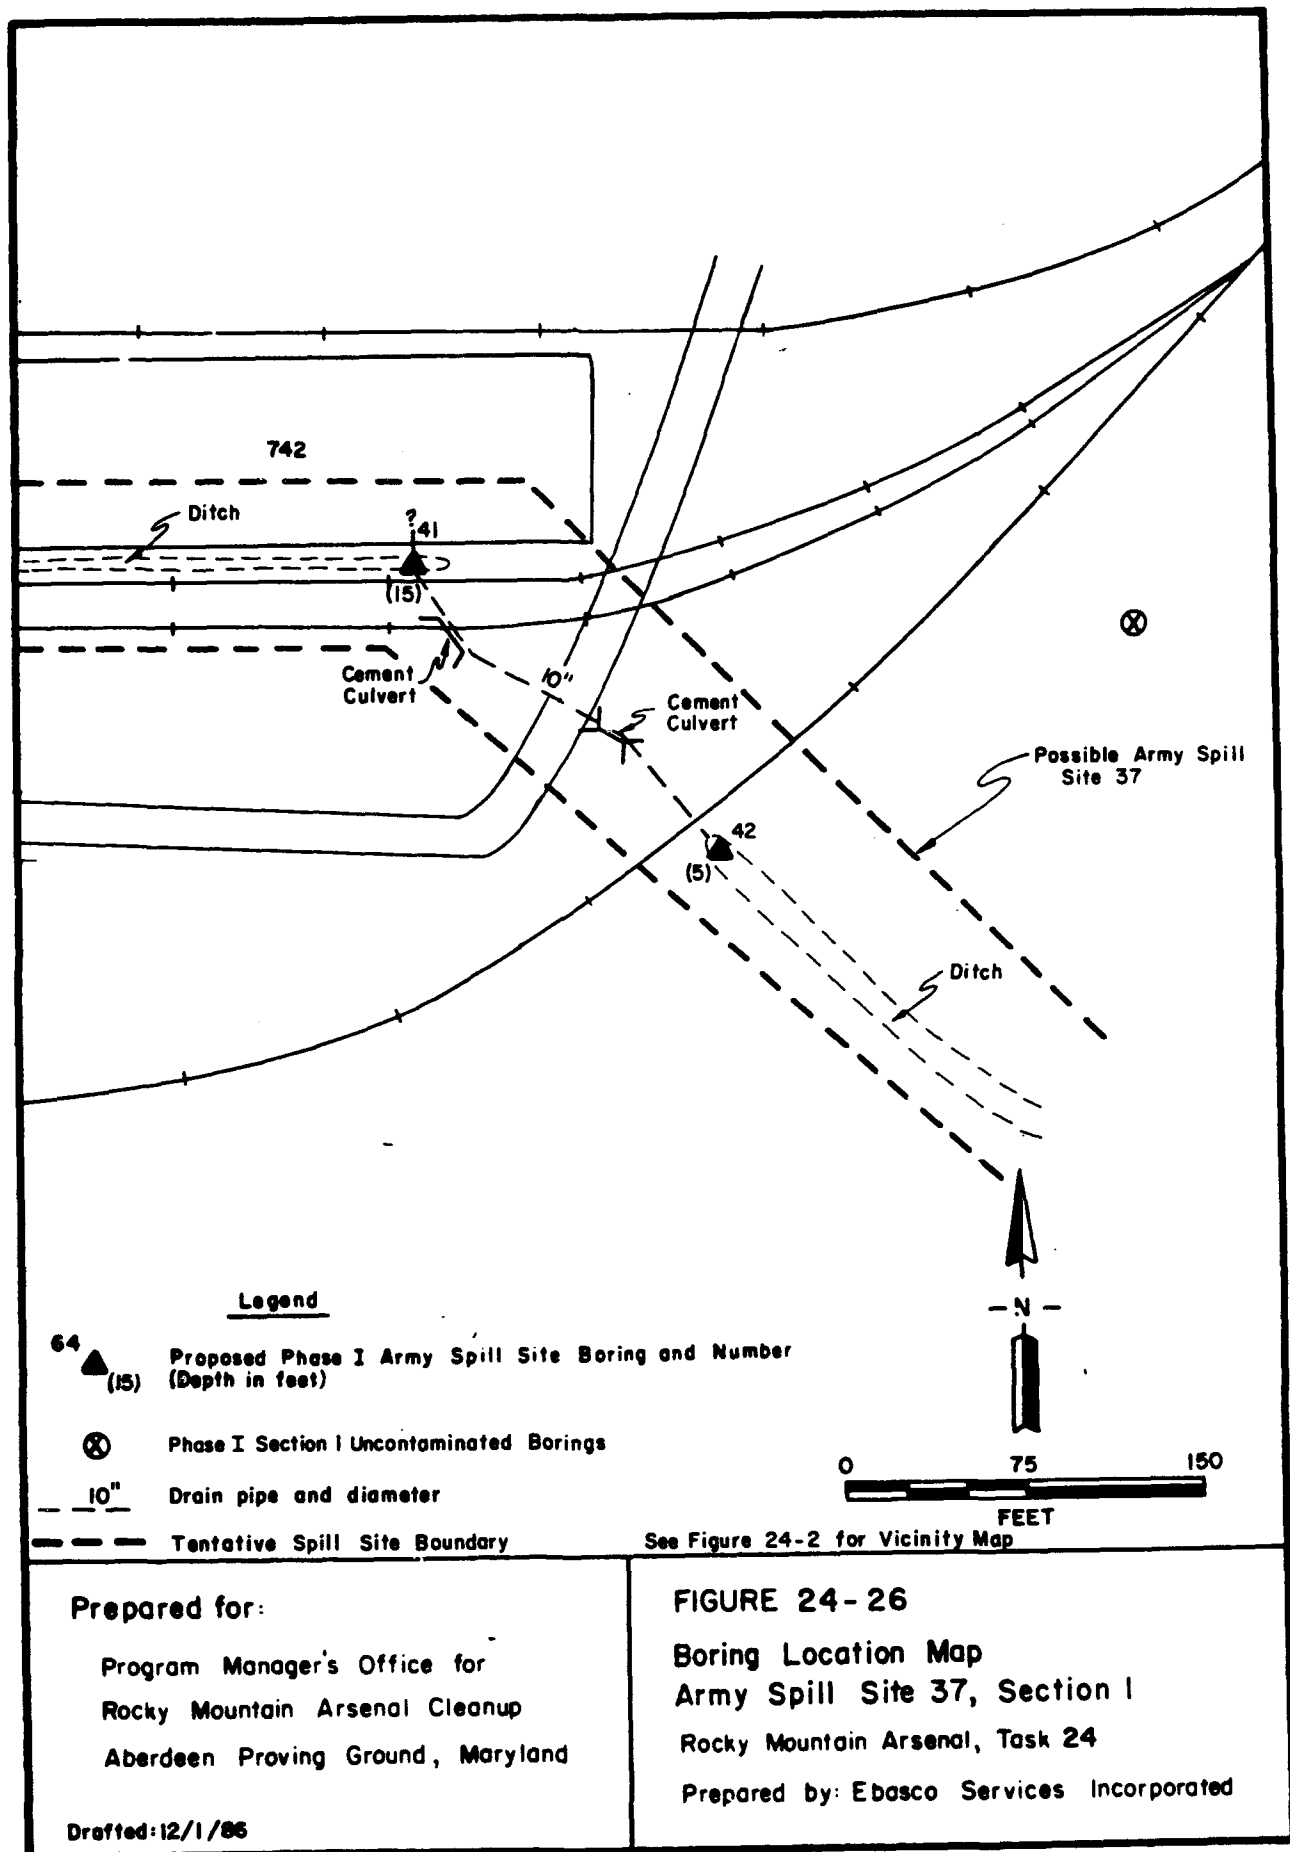 742
Ditch
?
41
(15)
Cement
Culvert
10"
Cement
Culvert
Possible Army Spill
Site 37
42
(5)
Ditch
- N -
Legend
64
(15)
Proposed Phase I Army Spill Site Boring and Number
(Depth in feet)
Phase I Section I Uncontaminated Borings
10"
Drain pipe and diameter
Tentative Spill Site Boundary
0 75 150
FEET
See Figure 24-2 for Vicinity Map
Prepared for:
Program Manager's Office for
Rocky Mountain Arsenal Cleanup
Aberdeen Proving Ground, Maryland
Drafted: 12/1/86
FIGURE 24-26
Boring Location Map
Army Spill Site 37, Section I
Rocky Mountain Arsenal, Task 24
Prepared by: Ebasco Services Incorporated